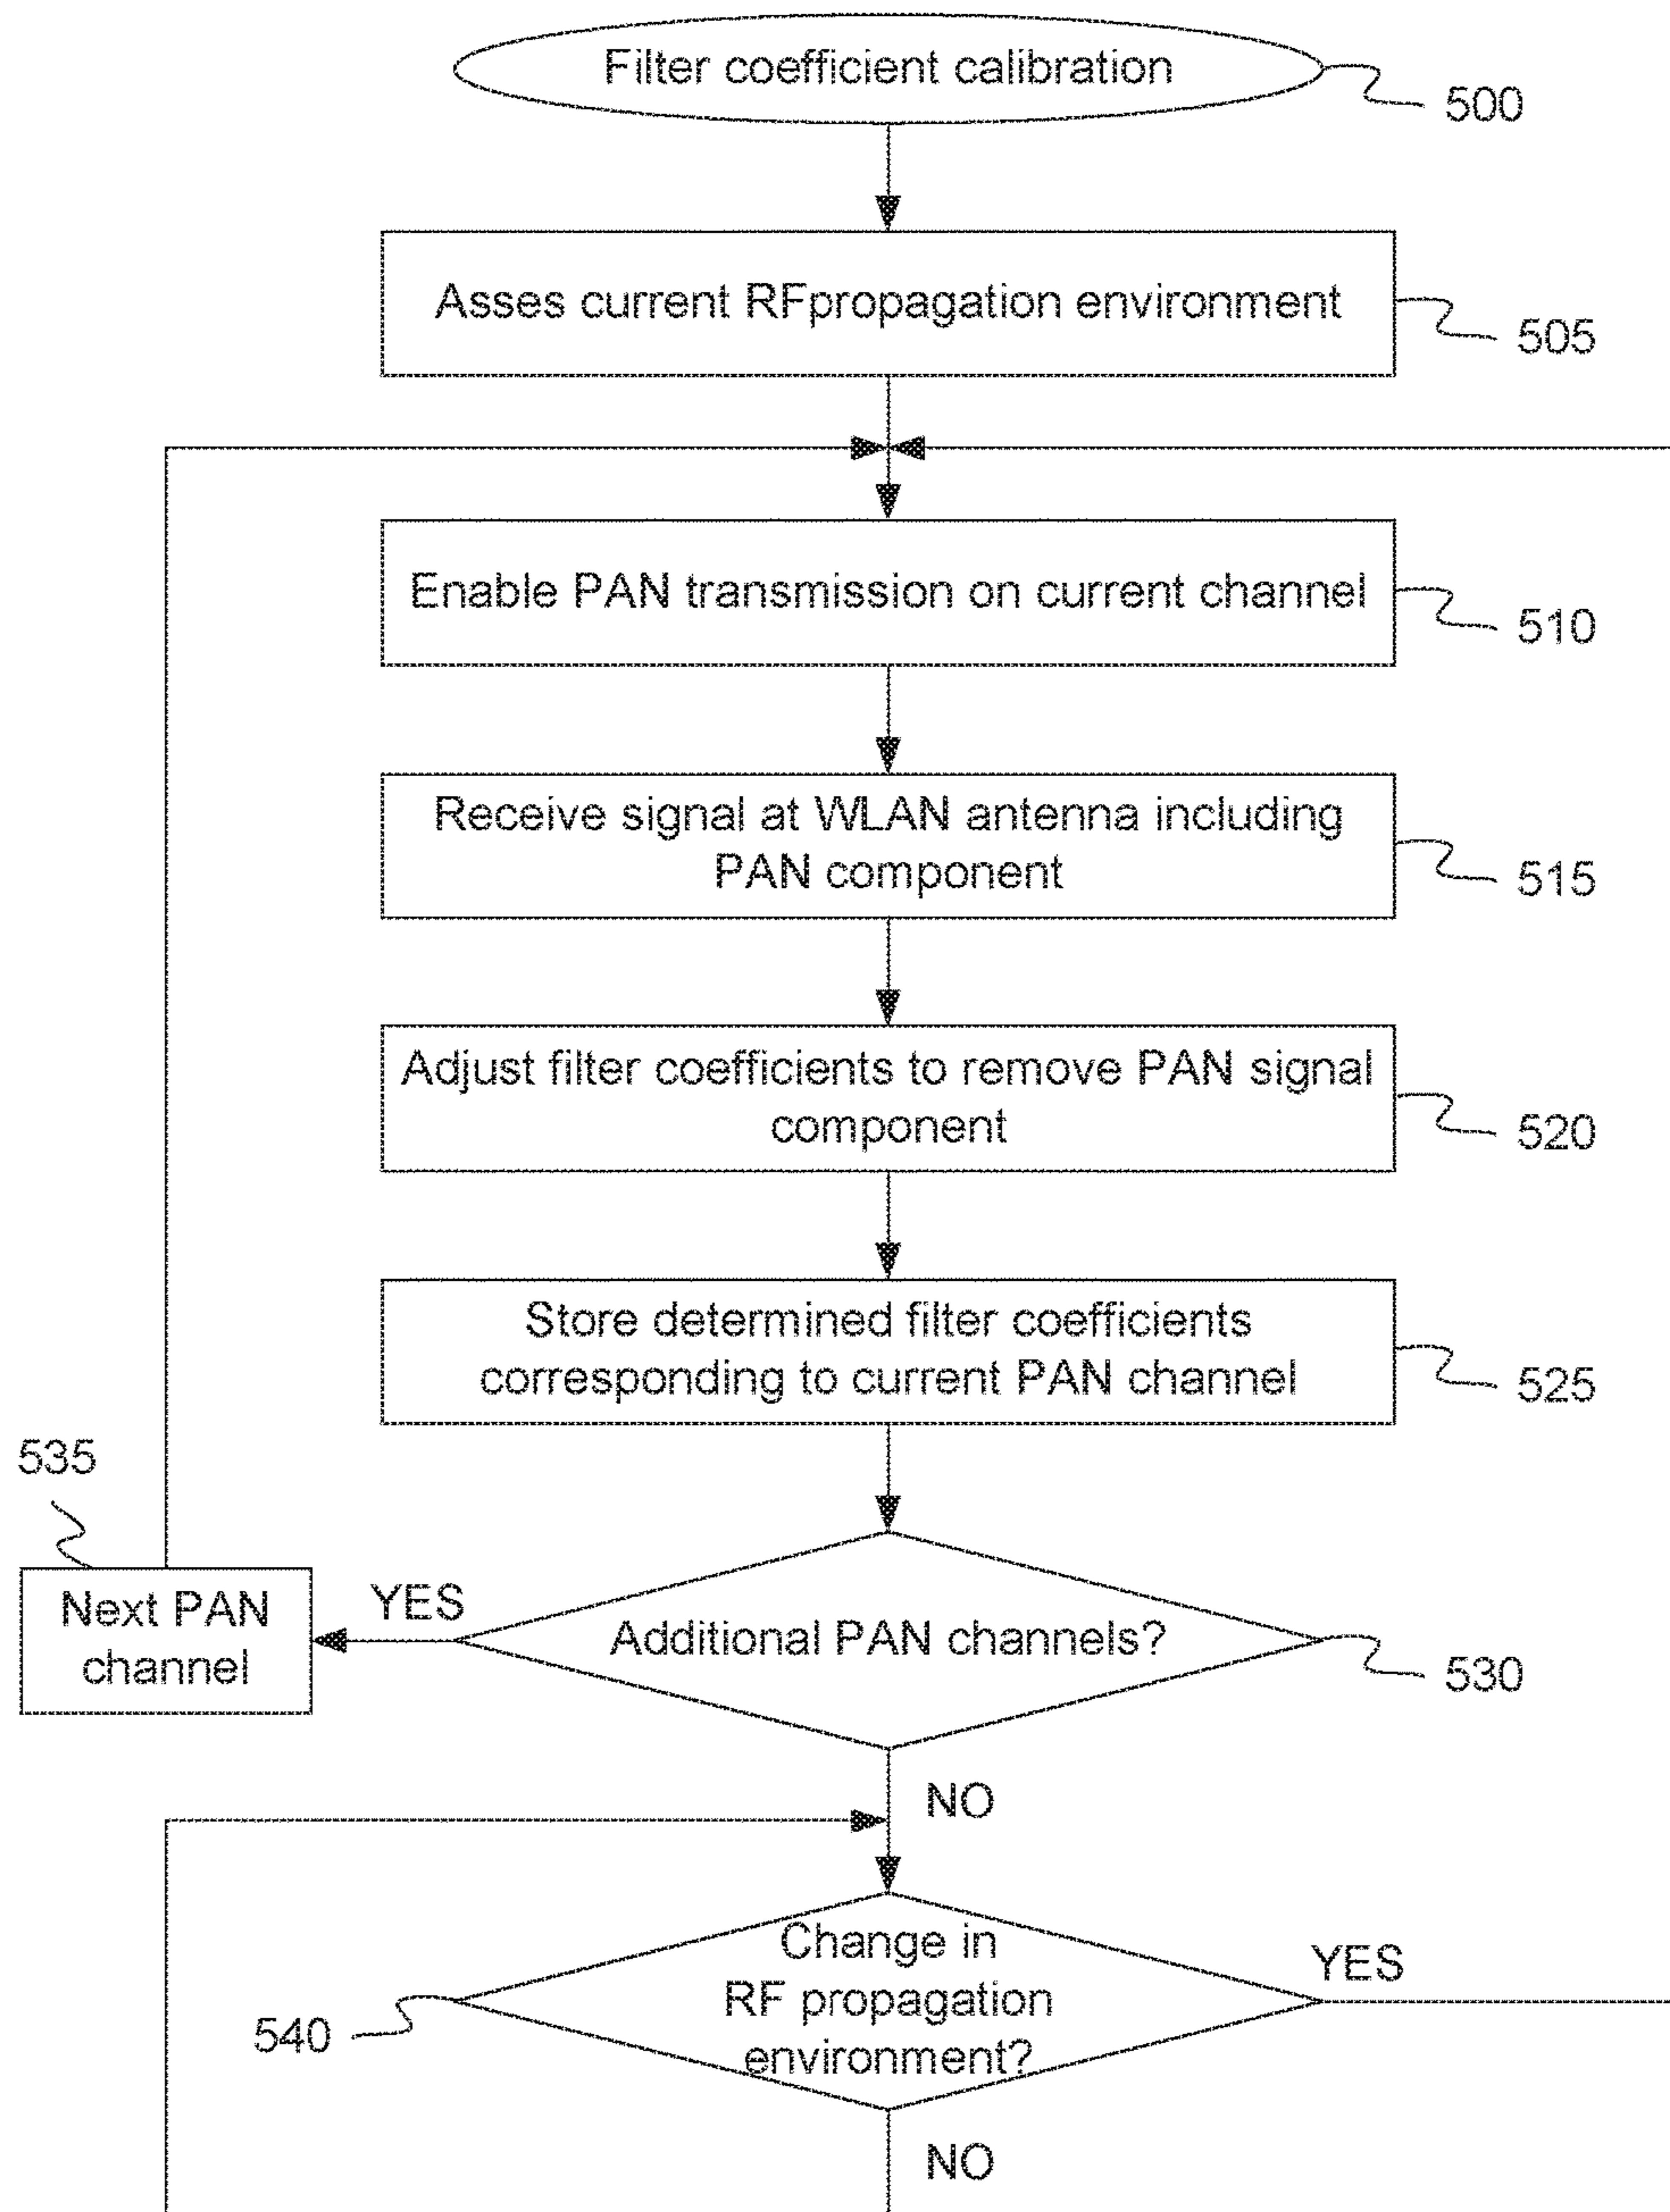 Filter coefficient calibration
500
Asses current RFpropagation environment
505
Enable PAN transmission on current channel
510
Receive signal at WLAN antenna including
PAN component
515
Adjust filter coefficients to remove PAN signal
component
520
Store determined filter coefficients
corresponding to current PAN channel
525
535
Next PAN
channel
YES
Additional PAN channels?
530
NO
Change in
RF propagation
environment?
YES
540
NO